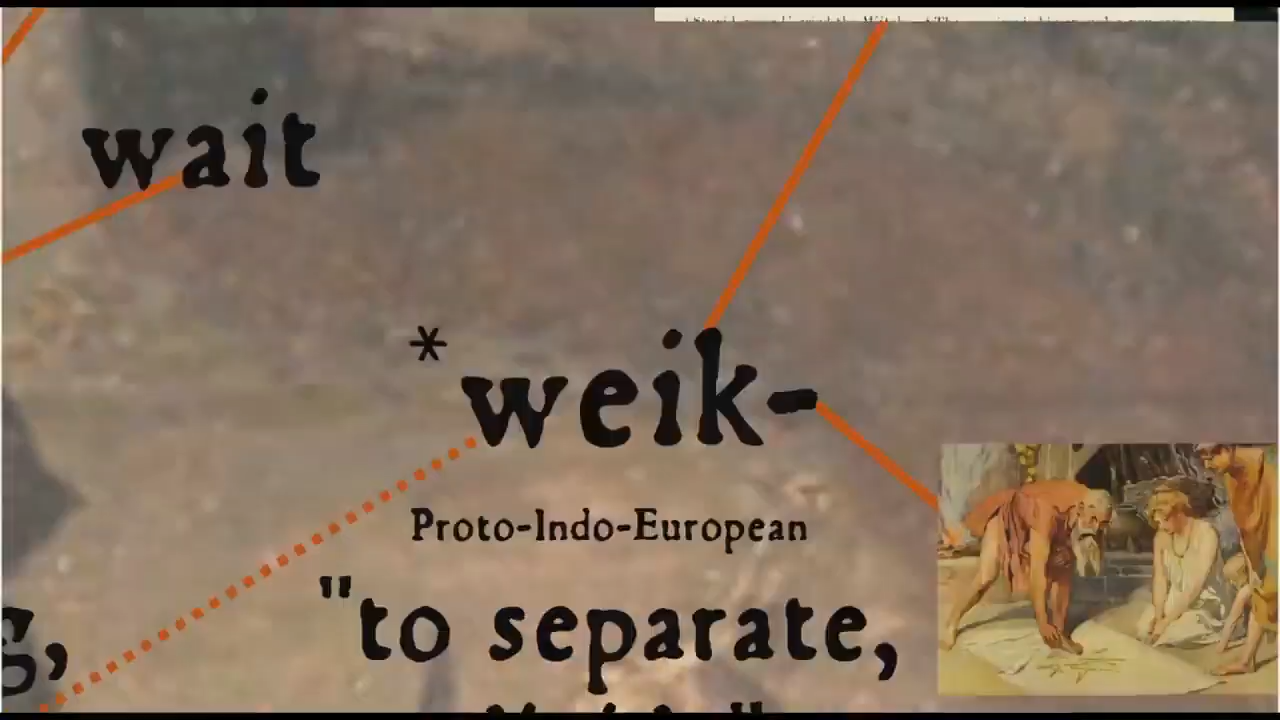 wait
*weik-
Proto-Indo-European
"to separate,
g,